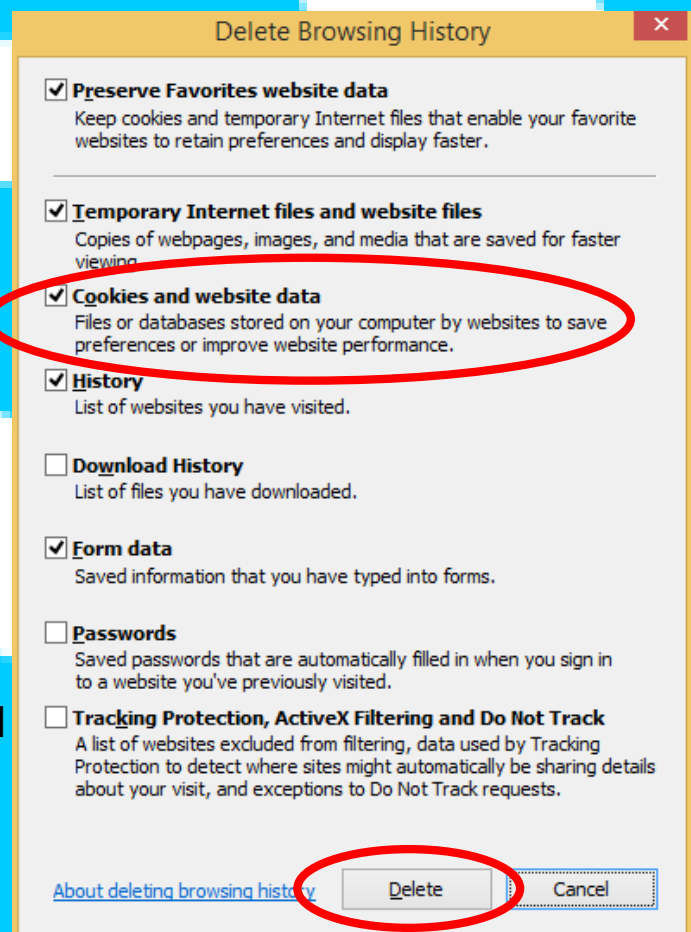 Delete Browsing History
Preserve Favorites website data
Keep cookies and temporary Internet files that enable your favorite
websites to retain preferences and display faster.
Temporary Internet files and website files
Copies of webpages, images, and media that are saved for faster
viewing.
Cookies and website data
Files or databases stored on your computer by websites to save
preferences or improve website performance.
History
List of websites you have visited.
Download History
List of files you have downloaded.
Form data
Saved information that you have typed into forms.
Passwords
Saved passwords that are automatically filled in when you sign in
to a website you've previously visited.
Tracking Protection, ActiveX Filtering and Do Not Track
A list of websites excluded from filtering, data used by Tracking
Protection to detect where sites might automatically be sharing details
about your visit, and exceptions to Do Not Track requests.
About deleting browsing history Delete Cancel